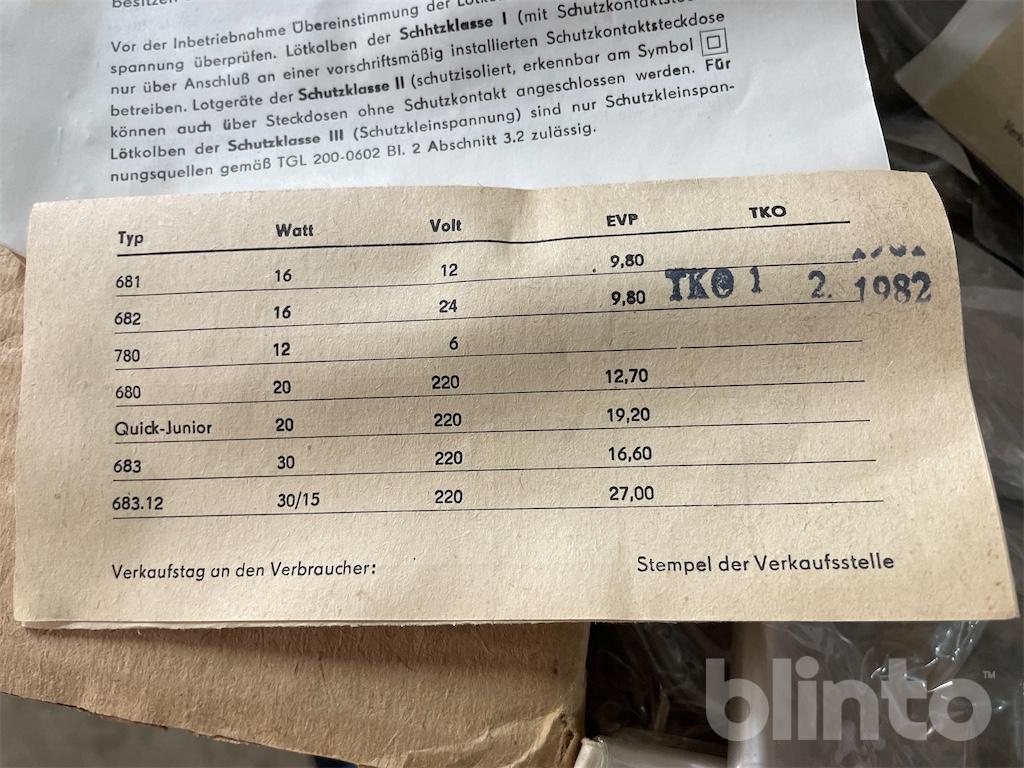 besitzen
Vor der Inbetriebnahme Übereinstimmung der
spannung überprüfen. Lötkolben der Schhtzklasse I (mit
nur über Anschluß an einer vorschriftsmäßig installierten Schutzkontaktsteckdose
betreiben. Lotgeräte der Schutzklasse II (schutzisoliert, erkennbar am Symbol
können auch über Steckdosen ohne Schutzkontakt angeschlossen werden. Für
Lötkolben der Schutzklasse III (Schutzkleinspannung) sind nur Schutzkleinspan-
nungsquellen gemäß TGL 200-0602 Bl. 2 Abschnitt 3.2 zulässig.
Typ Watt Volt EVP TKO
681 16 12 9,80
682 16 24 9,80 TKO 1 2. 1982
780 12 6
680 20 220 12,70
Quick-Junior 20 220 19,20
683 30 220 16,60
683.12 30/15 220 27,00
Verkaufstag an den Verbraucher: Stempel der Verkaufsstelle
blinto™